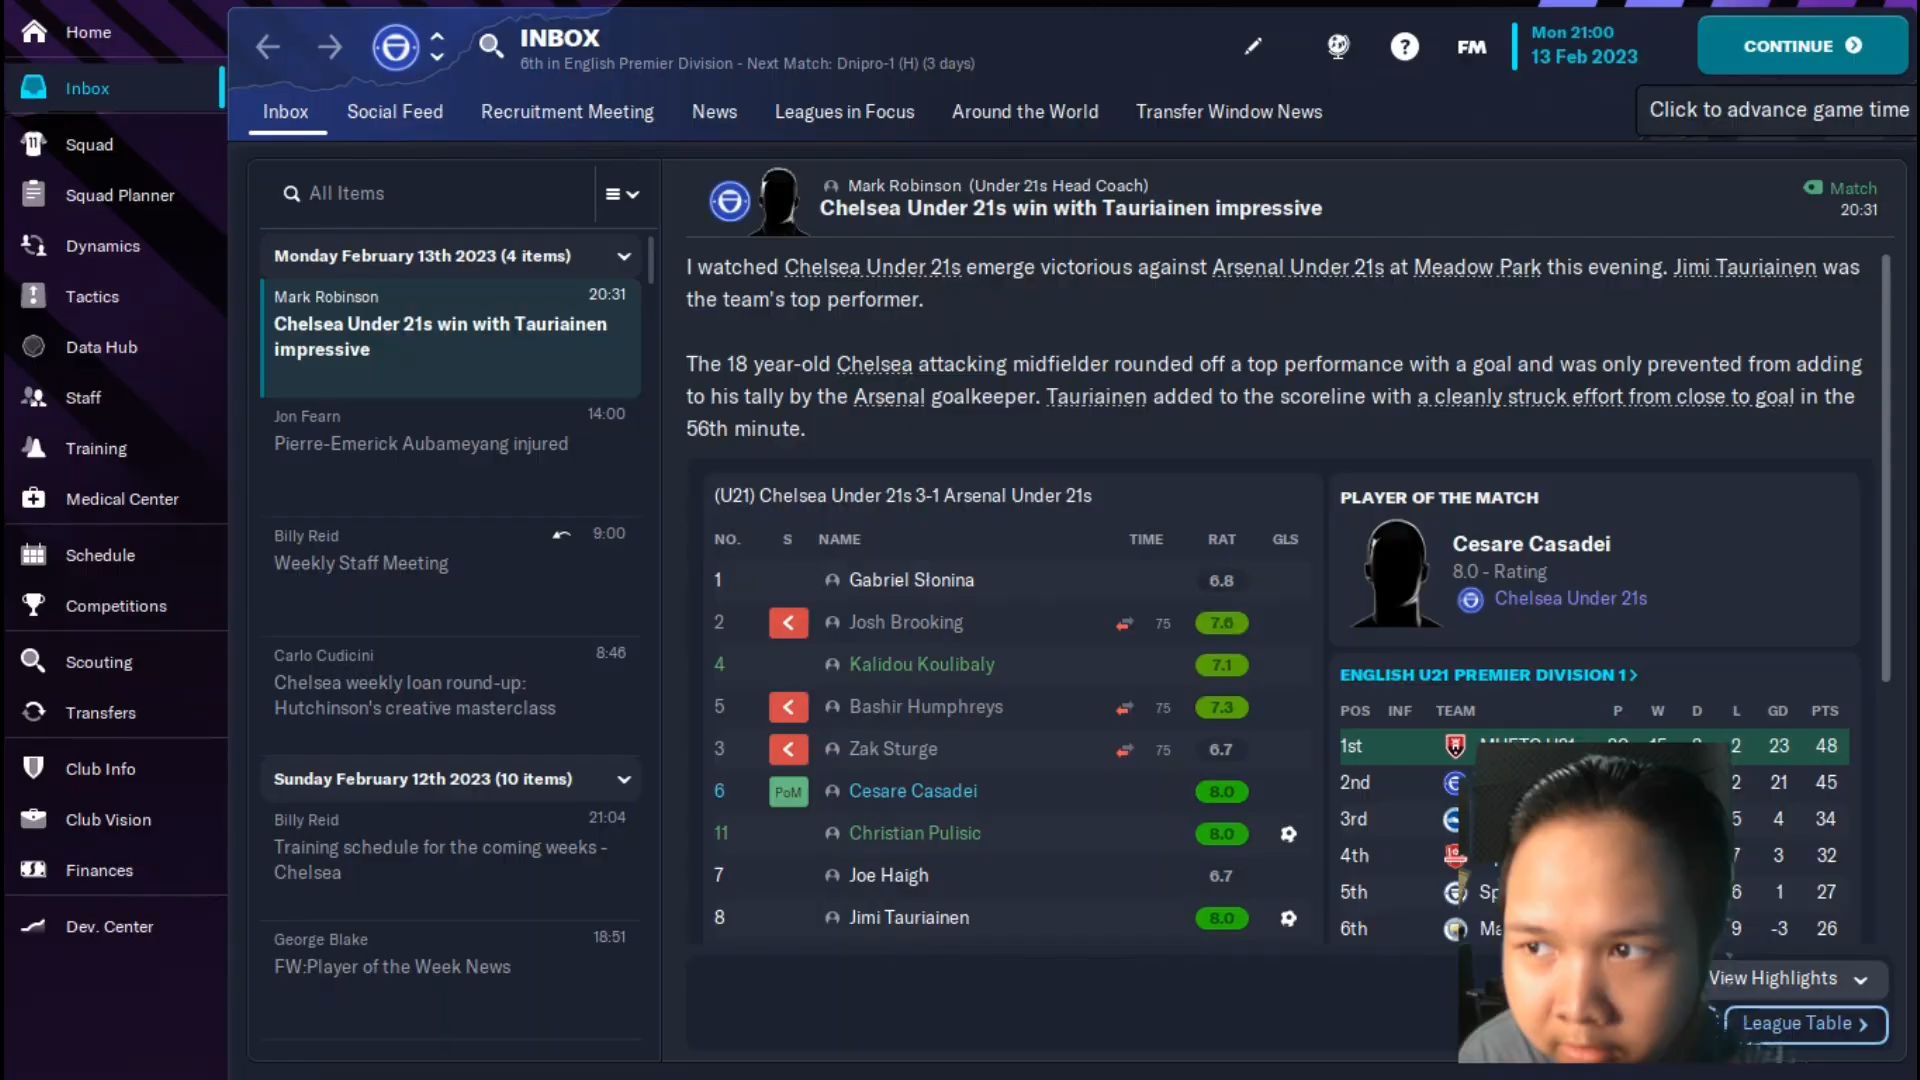 Home
INBOX
6th in English Premier Division - Next Match: Dnipro-1 (H) (3 days)
FM
Mon 21:00
13 Feb 2023
CONTINUE
Click to advance game time
Inbox
Social Feed
Recruitment Meeting
News
Leagues in Focus
Around the World
Transfer Window News
Inbox
Squad
Squad Planner
Dynamics
Tactics
Data Hub
Staff
Training
Medical Center
Schedule
Competitions
Scouting
Transfers
Club Info
Club Vision
Finances
Dev. Center
All Items
Monday February 13th 2023 (4 items)
Mark Robinson 20:31
Chelsea Under 21s win with Tauriainen
impressive
Jon Fearn 14:00
Pierre-Emerick Aubameyang injured
Billy Reid 9:00
Weekly Staff Meeting
Carlo Cudicini 8:46
Chelsea weekly loan round-up:
Hutchinson's creative masterclass
Sunday February 12th 2023 (10 items)
Billy Reid 21:04
Training schedule for the coming weeks -
Chelsea
George Blake 18:51
FW:Player of the Week News
Mark Robinson (Under 21s Head Coach)
Chelsea Under 21s win with Tauriainen impressive
Match
20:31
I watched Chelsea Under 21s emerge victorious against Arsenal Under 21s at Meadow Park this evening. Jimi Tauriainen was
the team's top performer.
The 18 year-old Chelsea attacking midfielder rounded off a top performance with a goal and was only prevented from adding
to his tally by the Arsenal goalkeeper. Tauriainen added to the scoreline with a cleanly struck effort from close to goal in the
56th minute.
(U21) Chelsea Under 21s 3-1 Arsenal Under 21s
NO. S NAME TIME RAT GLS
1 Gabriel Słonina 6.8
2 Josh Brooking 75 7.6
4 Kalidou Koulibaly 7.1
5 Bashir Humphreys 75 7.3
3 Zak Sturge 75 6.7
6 PoM Cesare Casadei 8.0
11 Christian Pulisic 8.0
7 Joe Haigh 6.7
8 Jimi Tauriainen 8.0
PLAYER OF THE MATCH
Cesare Casadei
8.0 - Rating
Chelsea Under 21s
ENGLISH U21 PREMIER DIVISION 1
POS INF TEAM P W D L GD PTS
1st 2 23 48
2nd 2 21 45
3rd 5 4 34
4th 7 3 32
5th 6 1 27
6th 9 -3 26
View Highlights
League Table